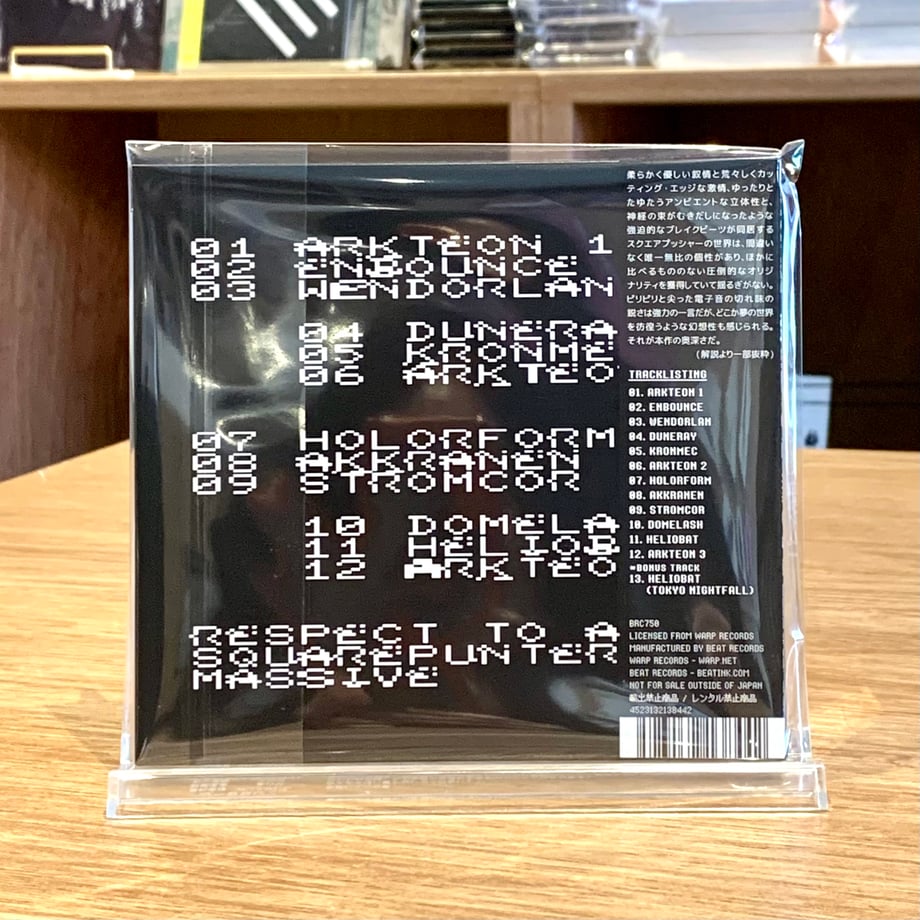 01 ARKTEON 1
02 ENBOUNCE
03 WENDORLAN
04 DUNERA
05 KRONME
06 ARKTEO
07 HOLORFORM
08 AKKRANEN
09 STROMCOR
10 DOMELA
11 HELIOB
12 ARKTEO
RESPECT TO A
SQUAREPUNTER
MASSIVE
柔らかく優しい叙情と荒々しくカッ
ティング・エッジな激情、ゆったりと
たゆたうアンビエントな立体性と、
神経の束がむきだしになったような
強迫的なブレイクビーツが同居する
スクエアプッシャーの世界は、間違い
なく唯一無比の個性があり、ほかに
比べるもののない圧倒的なオリジ
ナリティを獲得していて揺るぎがない。
ピリピリと尖った電子音の切れ味の
鋭さは強力の一言だが、どこか夢の世界
を彷徨うような幻想性も感じられる。
それが本作の奥深さだ。
(解説より一部抜粋)
TRACKLISTING
01. ARKTEON 1
02. ENBOUNCE
03. WENDORLAN
04. DUNERAY
05. KRONMEC
06. ARKTEON 2
07. HOLORFORM
08. AKKRANEN
09. STROMCOR
10. DOMELASH
11. HELIOBAT
12. ARKTEON 3
=BONUS TRACK
13. HELIOBAT
(TOKYO NIGHTFALL)
BRC750
LICENSED FROM WARP RECORDS
MANUFACTURED BY BEAT RECORDS
WARP RECORDS - WARP.NET
BEAT RECORDS - BEATINK.COM
NOT FOR SALE OUTSIDE OF JAPAN
輸出禁止商品 / レンタル禁止商品
4523132138442